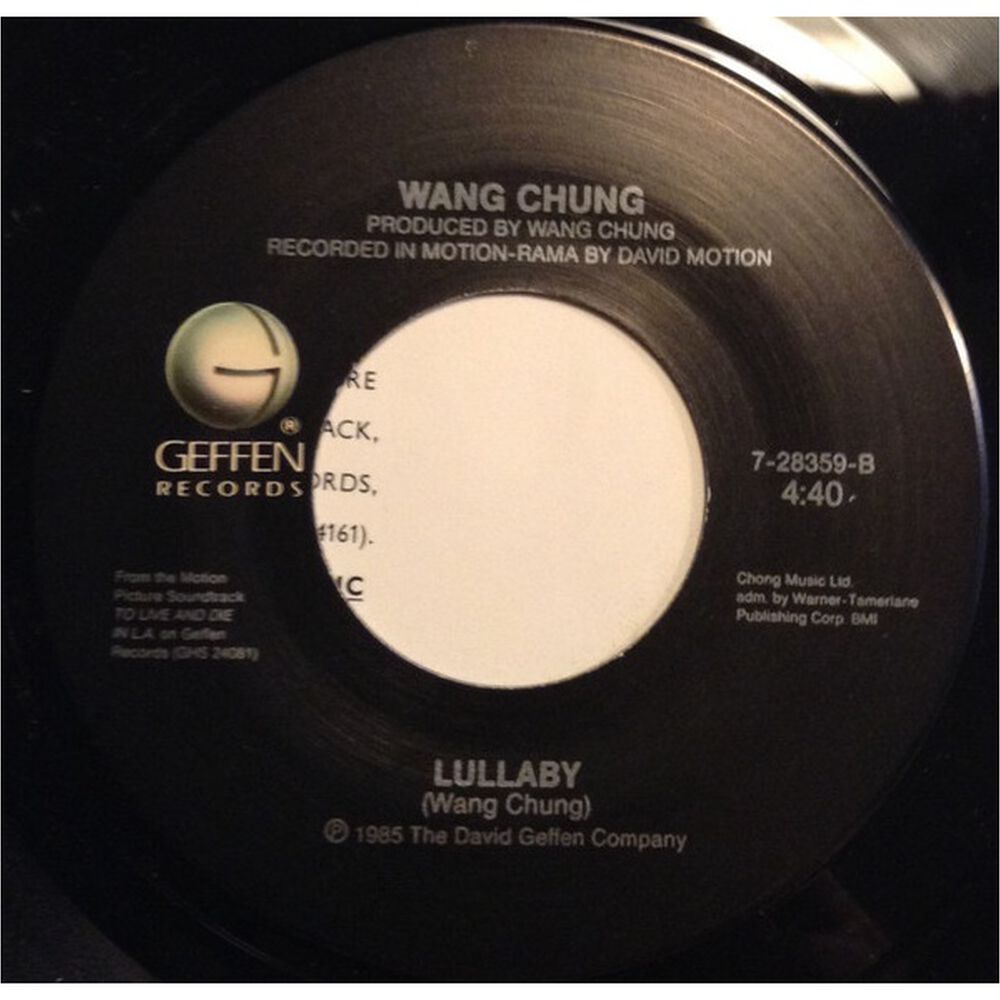 WANG CHUNG
PRODUCED BY WANG CHUNG
RECORDED IN MOTION-RAMA BY DAVID MOTION
G
®
GEFFEN
RECORDS
RE
ACK,
ORDS,
4161).
IC
7-28359-B
4:40
From the Motion
Picture Soundtrack
TO LIVE AND DIE
IN L.A. on Geffen
Records (GHS 24081)
Chong Music Ltd.
adm. by Warner-Tamerlane
Publishing Corp. BMI
LULLABY
(Wang Chung)
℗ 1985 The David Geffen Company